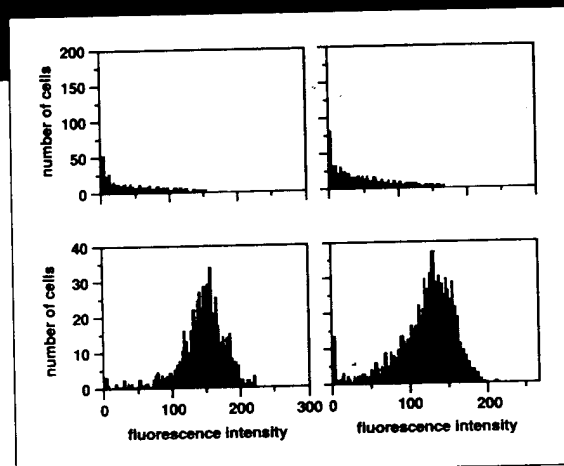 200
150
100
50
0
number of cells
40
30
20
10
0
number of cells
0 100 200 300
fluorescence intensity
0 100 200
fluorescence intensity